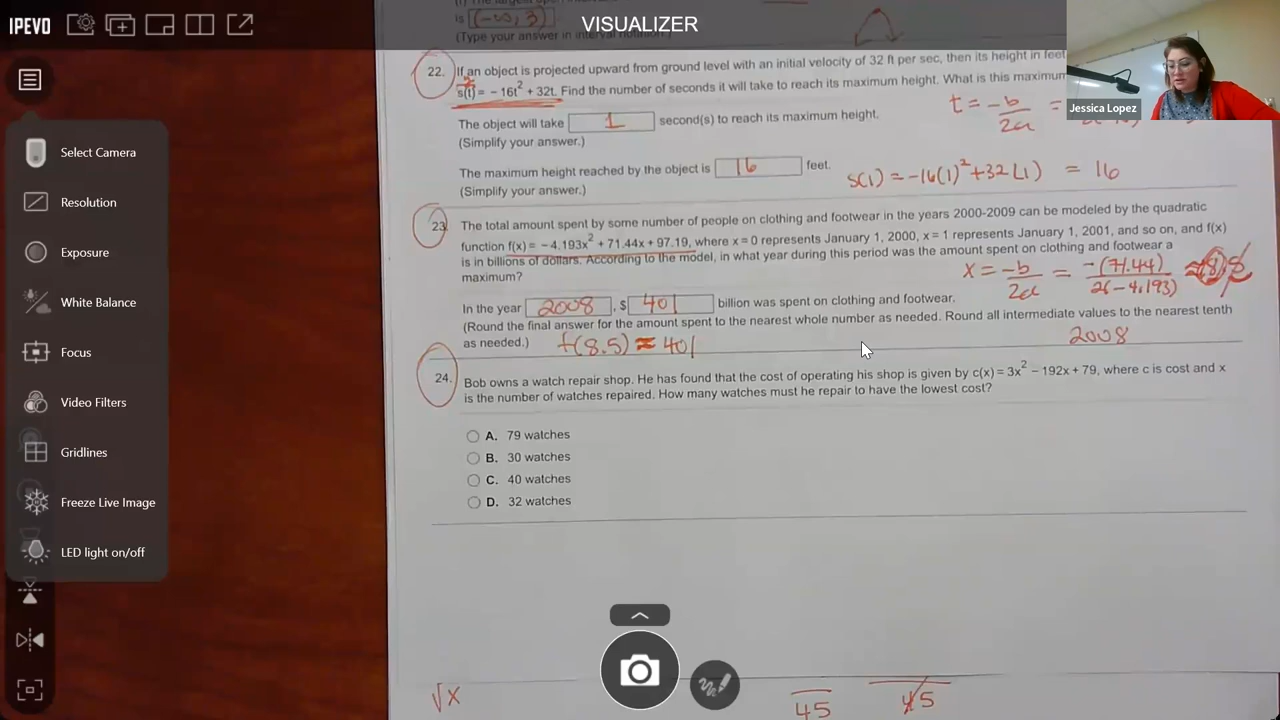 IPEVO
VISUALIZER
Jessica Lopez
Select Camera
Resolution
Exposure
White Balance
Focus
Video Filters
Gridlines
Freeze Live Image
LED light on/off
is (-∞, 3)
(Type your answer in interval notation.)
22. If an object is projected upward from ground level with an initial velocity of 32 ft per sec, then its height in feet
s(t) = − 16t² + 32t. Find the number of seconds it will take to reach its maximum height. What is this maximum
t = -b/2a =
The object will take 1 second(s) to reach its maximum height.
(Simplify your answer.)
The maximum height reached by the object is 16 feet.
s(1) = -16(1)² + 32(1) = 16
(Simplify your answer.)
23. The total amount spent by some number of people on clothing and footwear in the years 2000-2009 can be modeled by the quadratic
function f(x) = − 4.193x² + 71.44x + 97.19, where x = 0 represents January 1, 2000, x = 1 represents January 1, 2001, and so on, and f(x)
is in billions of dollars. According to the model, in what year during this period was the amount spent on clothing and footwear a
maximum?
x = -b/2a = -(71.44)/2(-4.193) ≈
In the year 2008, $ 401 billion was spent on clothing and footwear.
(Round the final answer for the amount spent to the nearest whole number as needed. Round all intermediate values to the nearest tenth
as needed.) f(8.5) ≈ 401
2008
24. Bob owns a watch repair shop. He has found that the cost of operating his shop is given by c(x) = 3x² − 192x + 79, where c is cost and x
is the number of watches repaired. How many watches must he repair to have the lowest cost?
A. 79 watches
B. 30 watches
C. 40 watches
D. 32 watches
√x
45
45